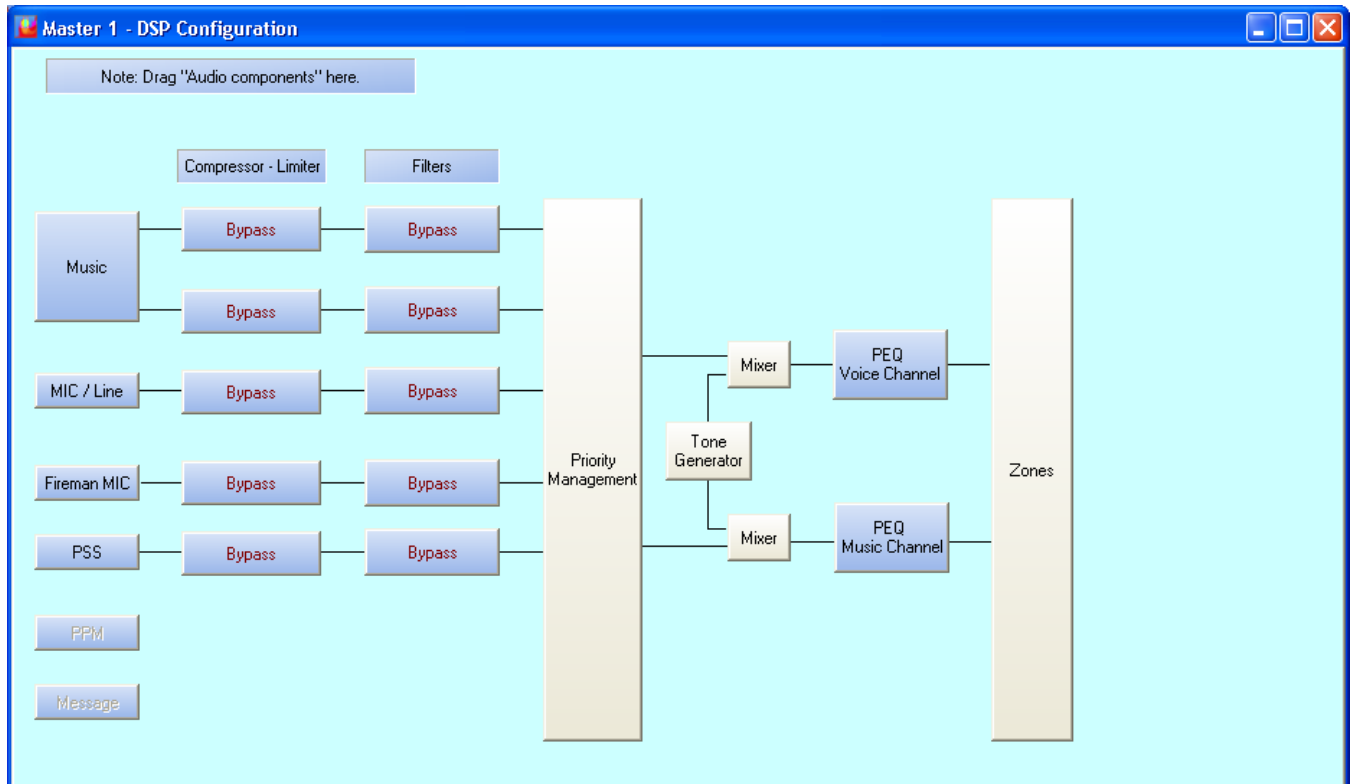 Master 1 - DSP Configuration
Note: Drag "Audio components" here.
Compressor - Limiter
Filters
Music
Bypass
Bypass
Bypass
Bypass
MIC / Line
Bypass
Bypass
Fireman MIC
Bypass
Bypass
PSS
Bypass
Bypass
PPM
Message
Priority
Management
Mixer
Tone
Generator
Mixer
PEQ
Voice Channel
PEQ
Music Channel
Zones